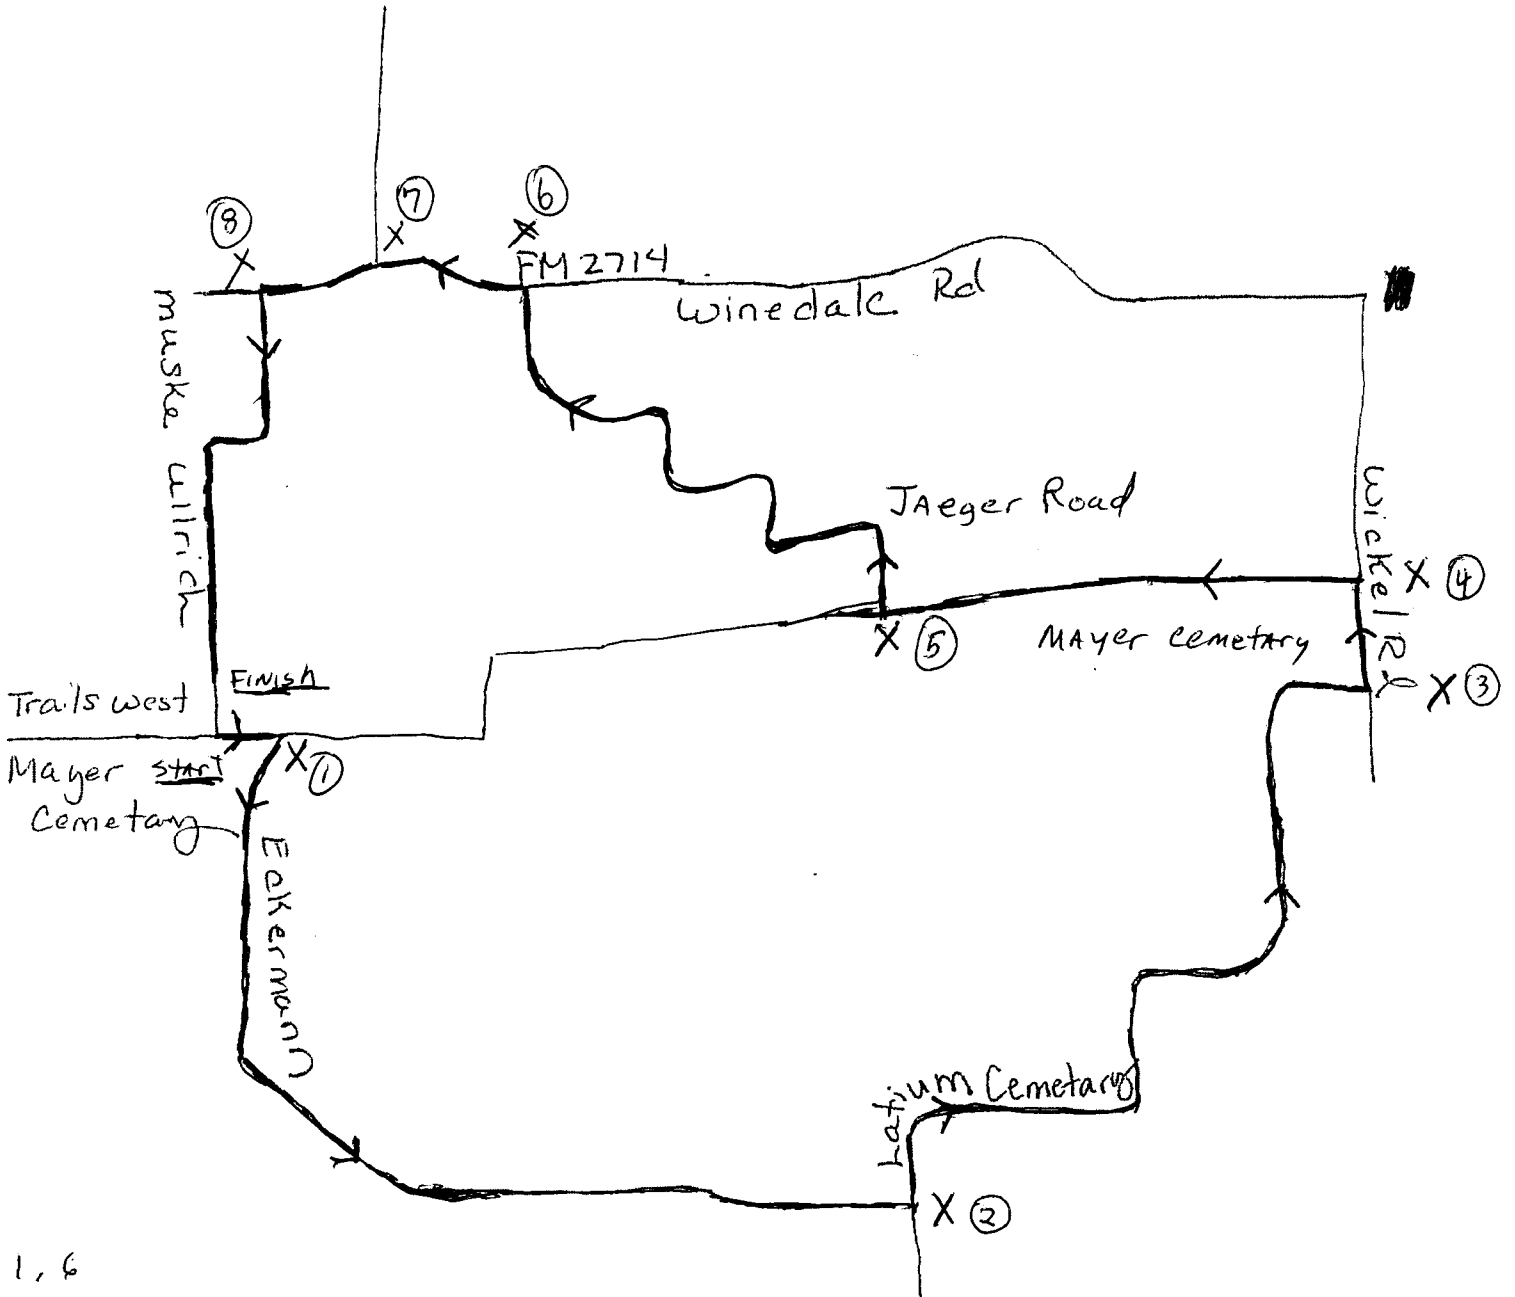 7
6
8
X
X
X
FM 2714
Winedale Rd
Muske Ullrich
JAeger Road
Wickel Rd
X 4
X 5
MAYER Cemetary
X 3
FINISH
Trails West
Mayer START
Cemetary
X 1
Eckermann
Latium Cemetary
X 2
1, 6